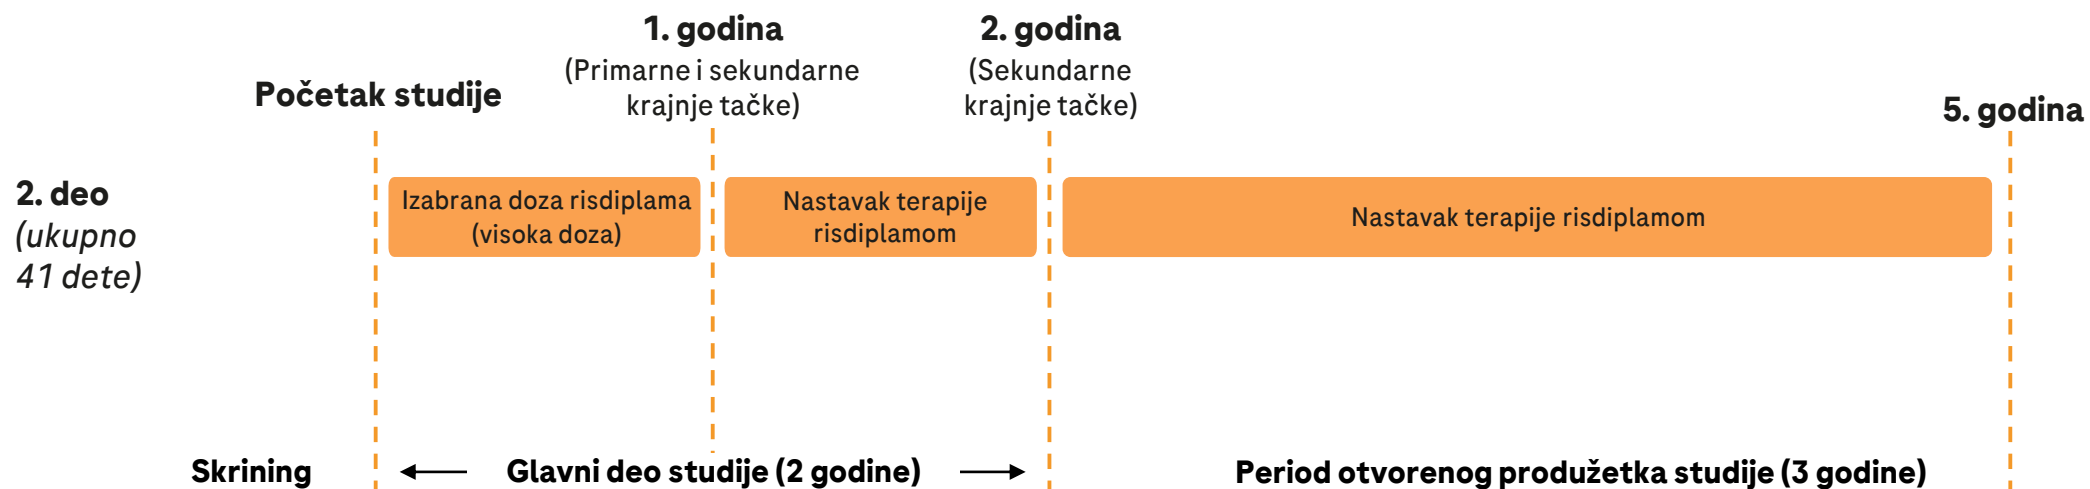 1. godina
(Primarne i sekundarne
krajnje tačke)
2. godina
(Sekundarne
krajnje tačke)
Početak studije
5. godina
2. deo
(ukupno
41 dete)
Izabrana doza risdiplama
(visoka doza)
Nastavak terapije
risdiplamom
Nastavak terapije risdiplamom
Skrining
Glavni deo studije (2 godine)
Period otvorenog produžetka studije (3 godine)